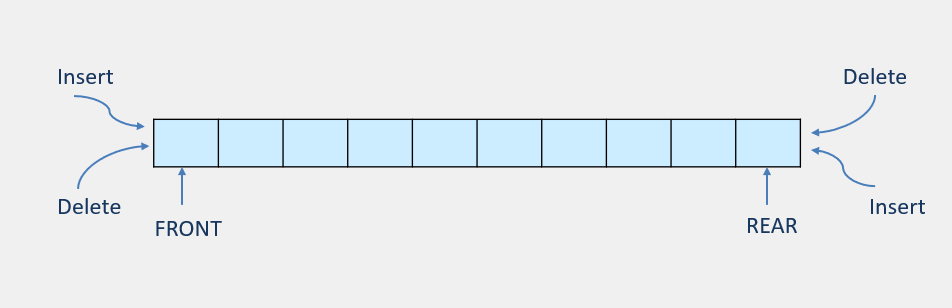 Insert
Delete
Delete
Insert
FRONT
REAR